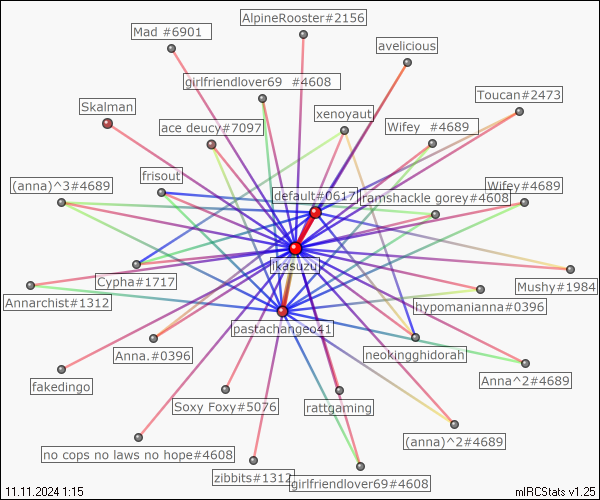 AlpineRooster#2156
Mad #6901
avelicious
girlfriendlover69 #4608
Toucan#2473
Skalman
xenoyaut
ace deucy#7097
Wifey #4689
frisout
(anna)^3#4689
Wifey#4689
default#0617
ramshackle gorey#4608
ikasuzu
Cypha#1717
Mushy#1984
Annarchist#1312
hypomanianna#0396
pastachangeo41
Anna.#0396
neokingghidorah
fakedingo
Anna^2#4689
Soxy Foxy#5076
rattgaming
(anna)^2#4689
no cops no laws no hope#4608
zibbits#1312
girlfriendlover69#4608
11.11.2024 1:15
mIRCStats v1.25